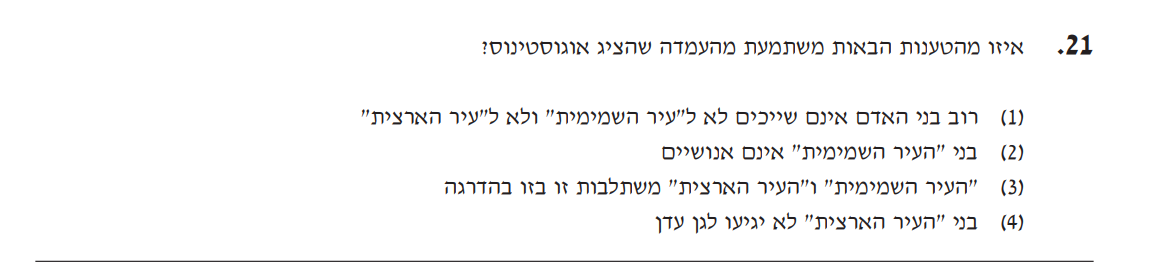 21. איזו מהטענות הבאות משתמעת מהעמדה שהציג אוגוסטינוס?
(1) רוב בני האדם אינם שייכים לא ל"עיר השמימית" ולא ל"עיר הארצית"
(2) בני "העיר השמימית" אינם אנושיים
(3) "העיר השמימית" ו"העיר הארצית" משתלבות זו בזו בהדרגה
(4) בני "העיר הארצית" לא יגיעו לגן עדן